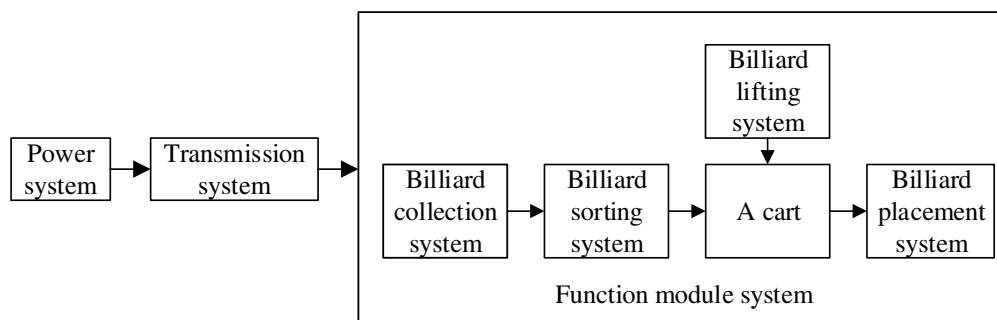 Power
system
Transmission
system
Billiard
lifting
system
Billiard
collection
system
Billiard
sorting
system
A cart
Billiard
placement
system
Function module system